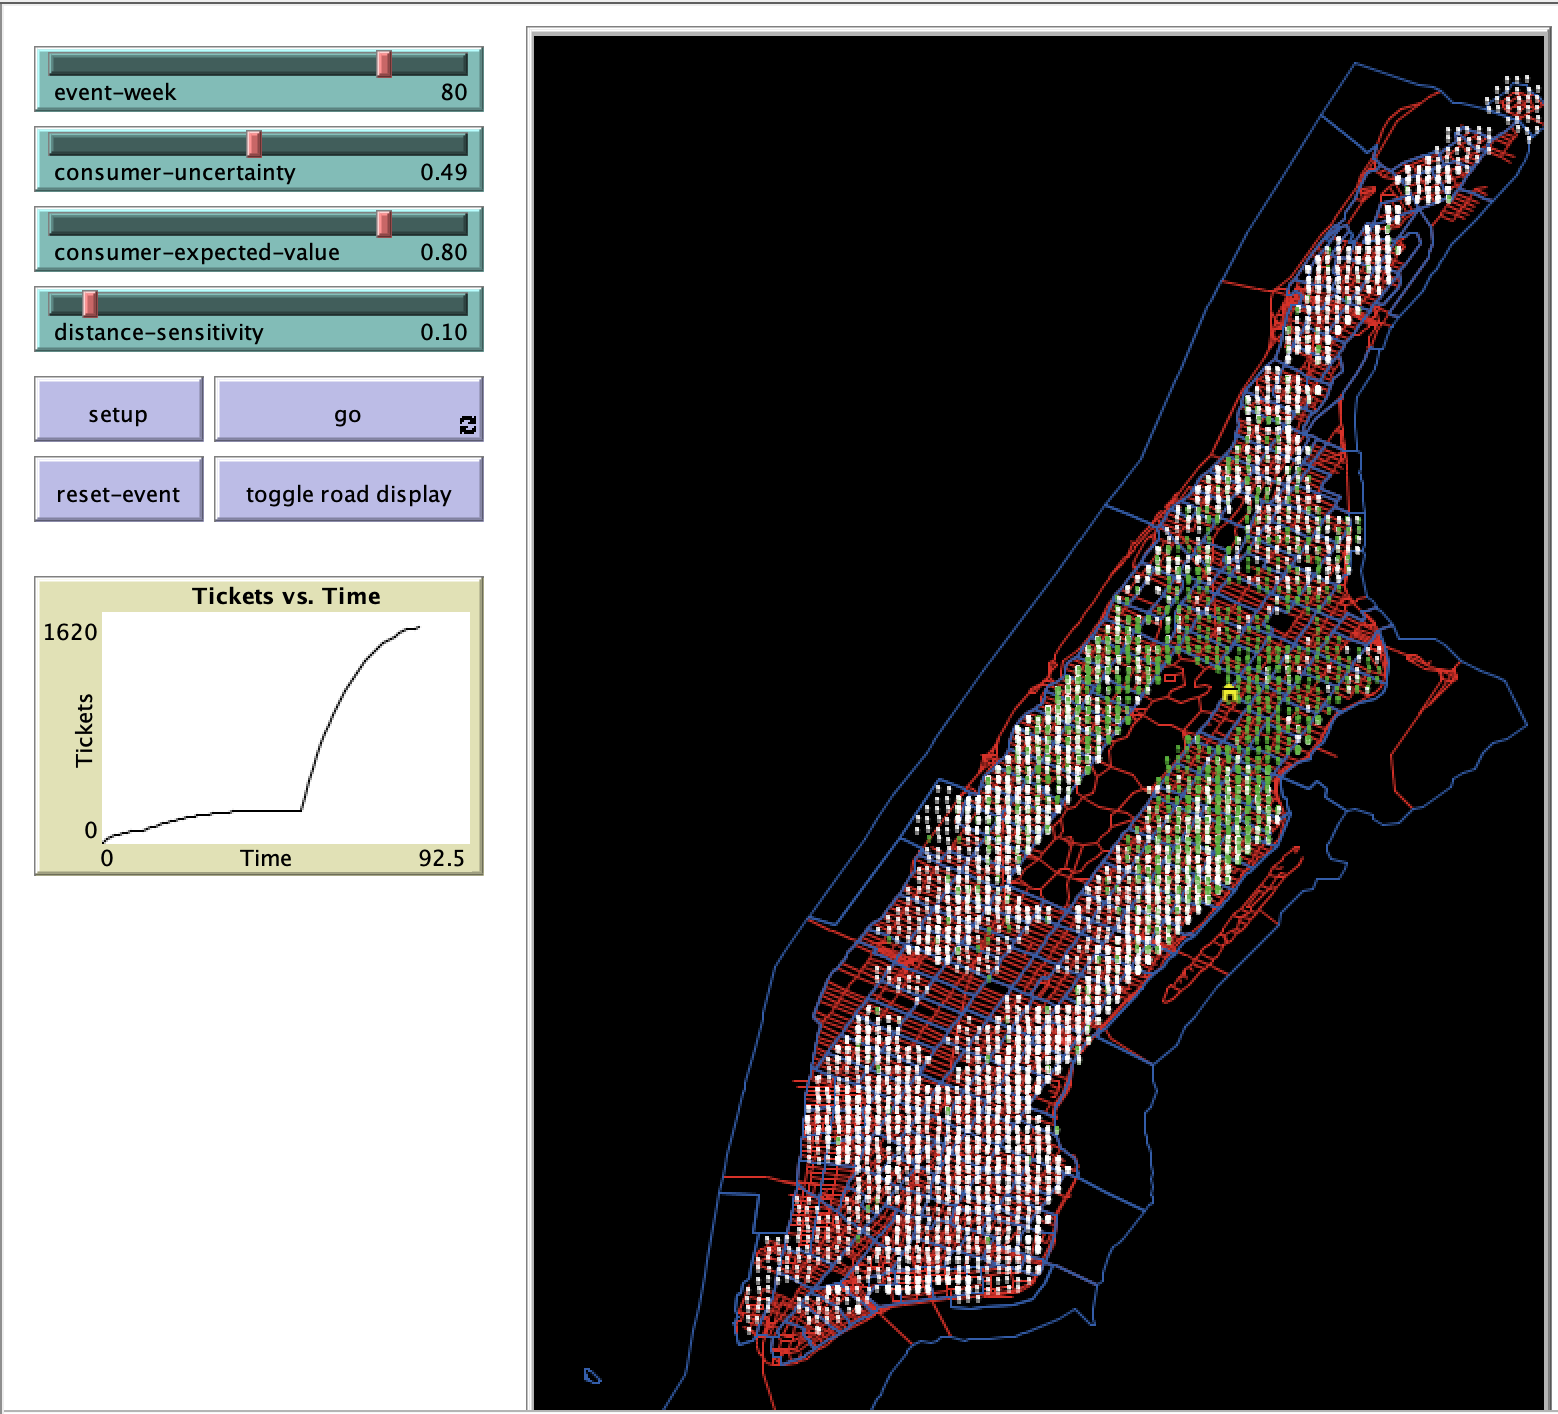 event-week 80
consumer-uncertainty 0.49
consumer-expected-value 0.80
distance-sensitivity 0.10
setup go
reset-event toggle road display
Tickets vs. Time
1620
Tickets
0
0 Time 92.5